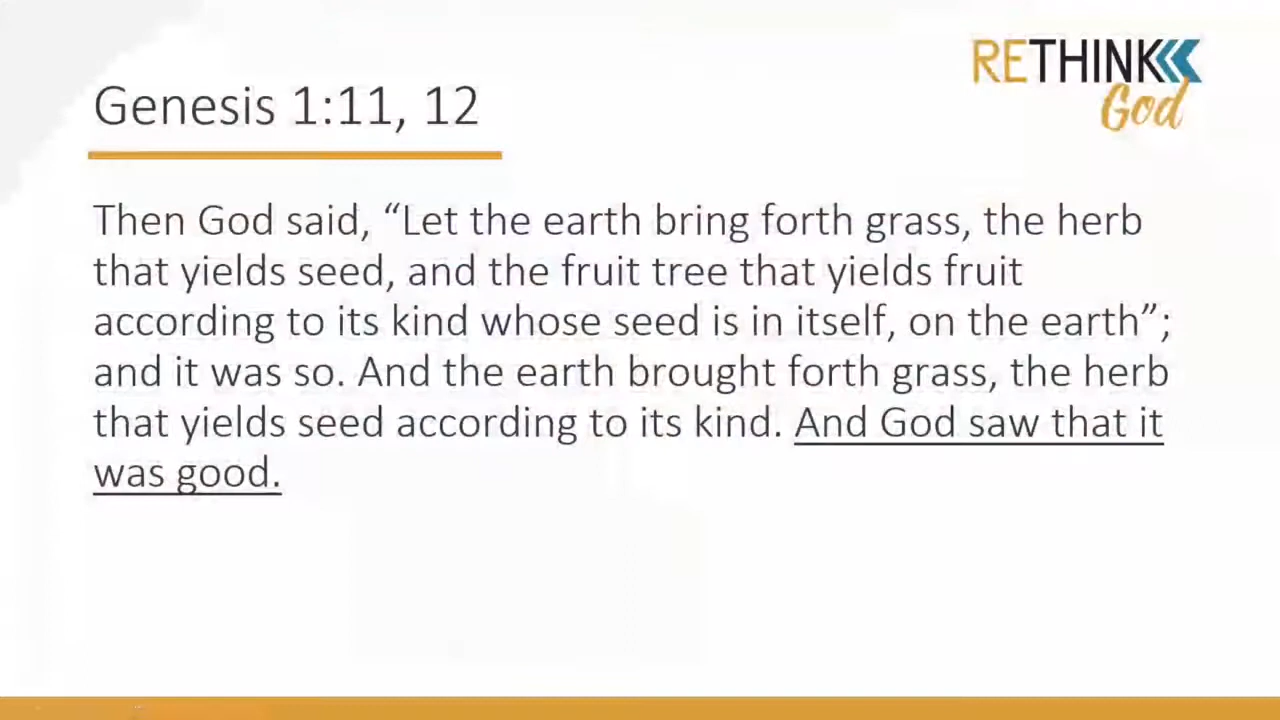 RETHINK
God
Genesis 1:11, 12
Then God said, “Let the earth bring forth grass, the herb
that yields seed, and the fruit tree that yields fruit
according to its kind whose seed is in itself, on the earth”;
and it was so. And the earth brought forth grass, the herb
that yields seed according to its kind. And God saw that it
was good.